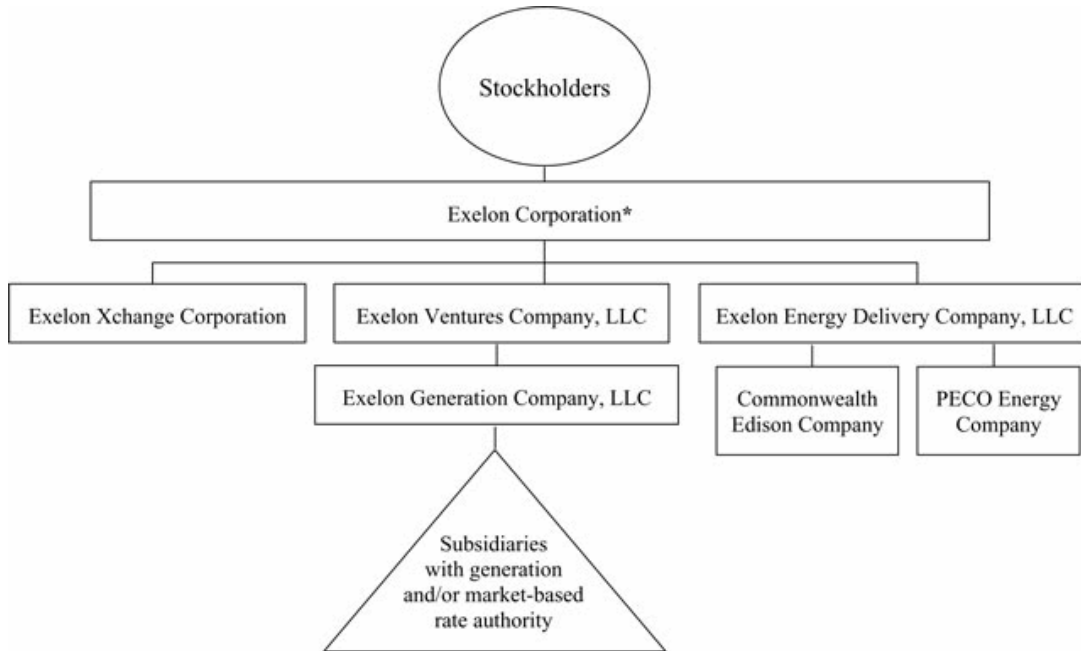 Stockholders
Exelon Corporation*
Exelon Xchange Corporation
Exelon Ventures Company, LLC
Exelon Energy Delivery Company, LLC
Exelon Generation Company, LLC
Commonwealth
Edison Company
PECO Energy
Company
Subsidiaries
with generation
and/or market-based
rate authority